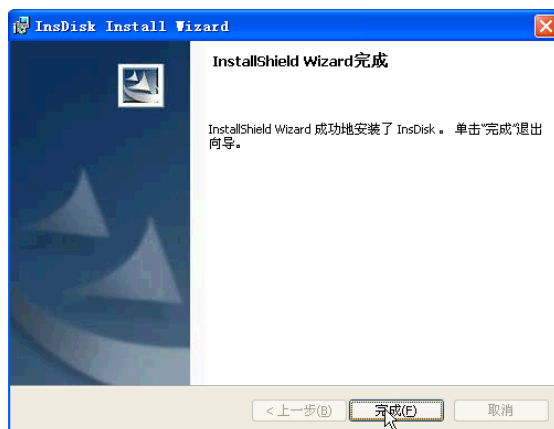 InsDisk Install Wizard
InstallShield Wizard完成
InstallShield Wizard 成功地安装了 InsDisk 。 单击“完成”退出
向导。
< 上一步(B) 完成(F) 取消